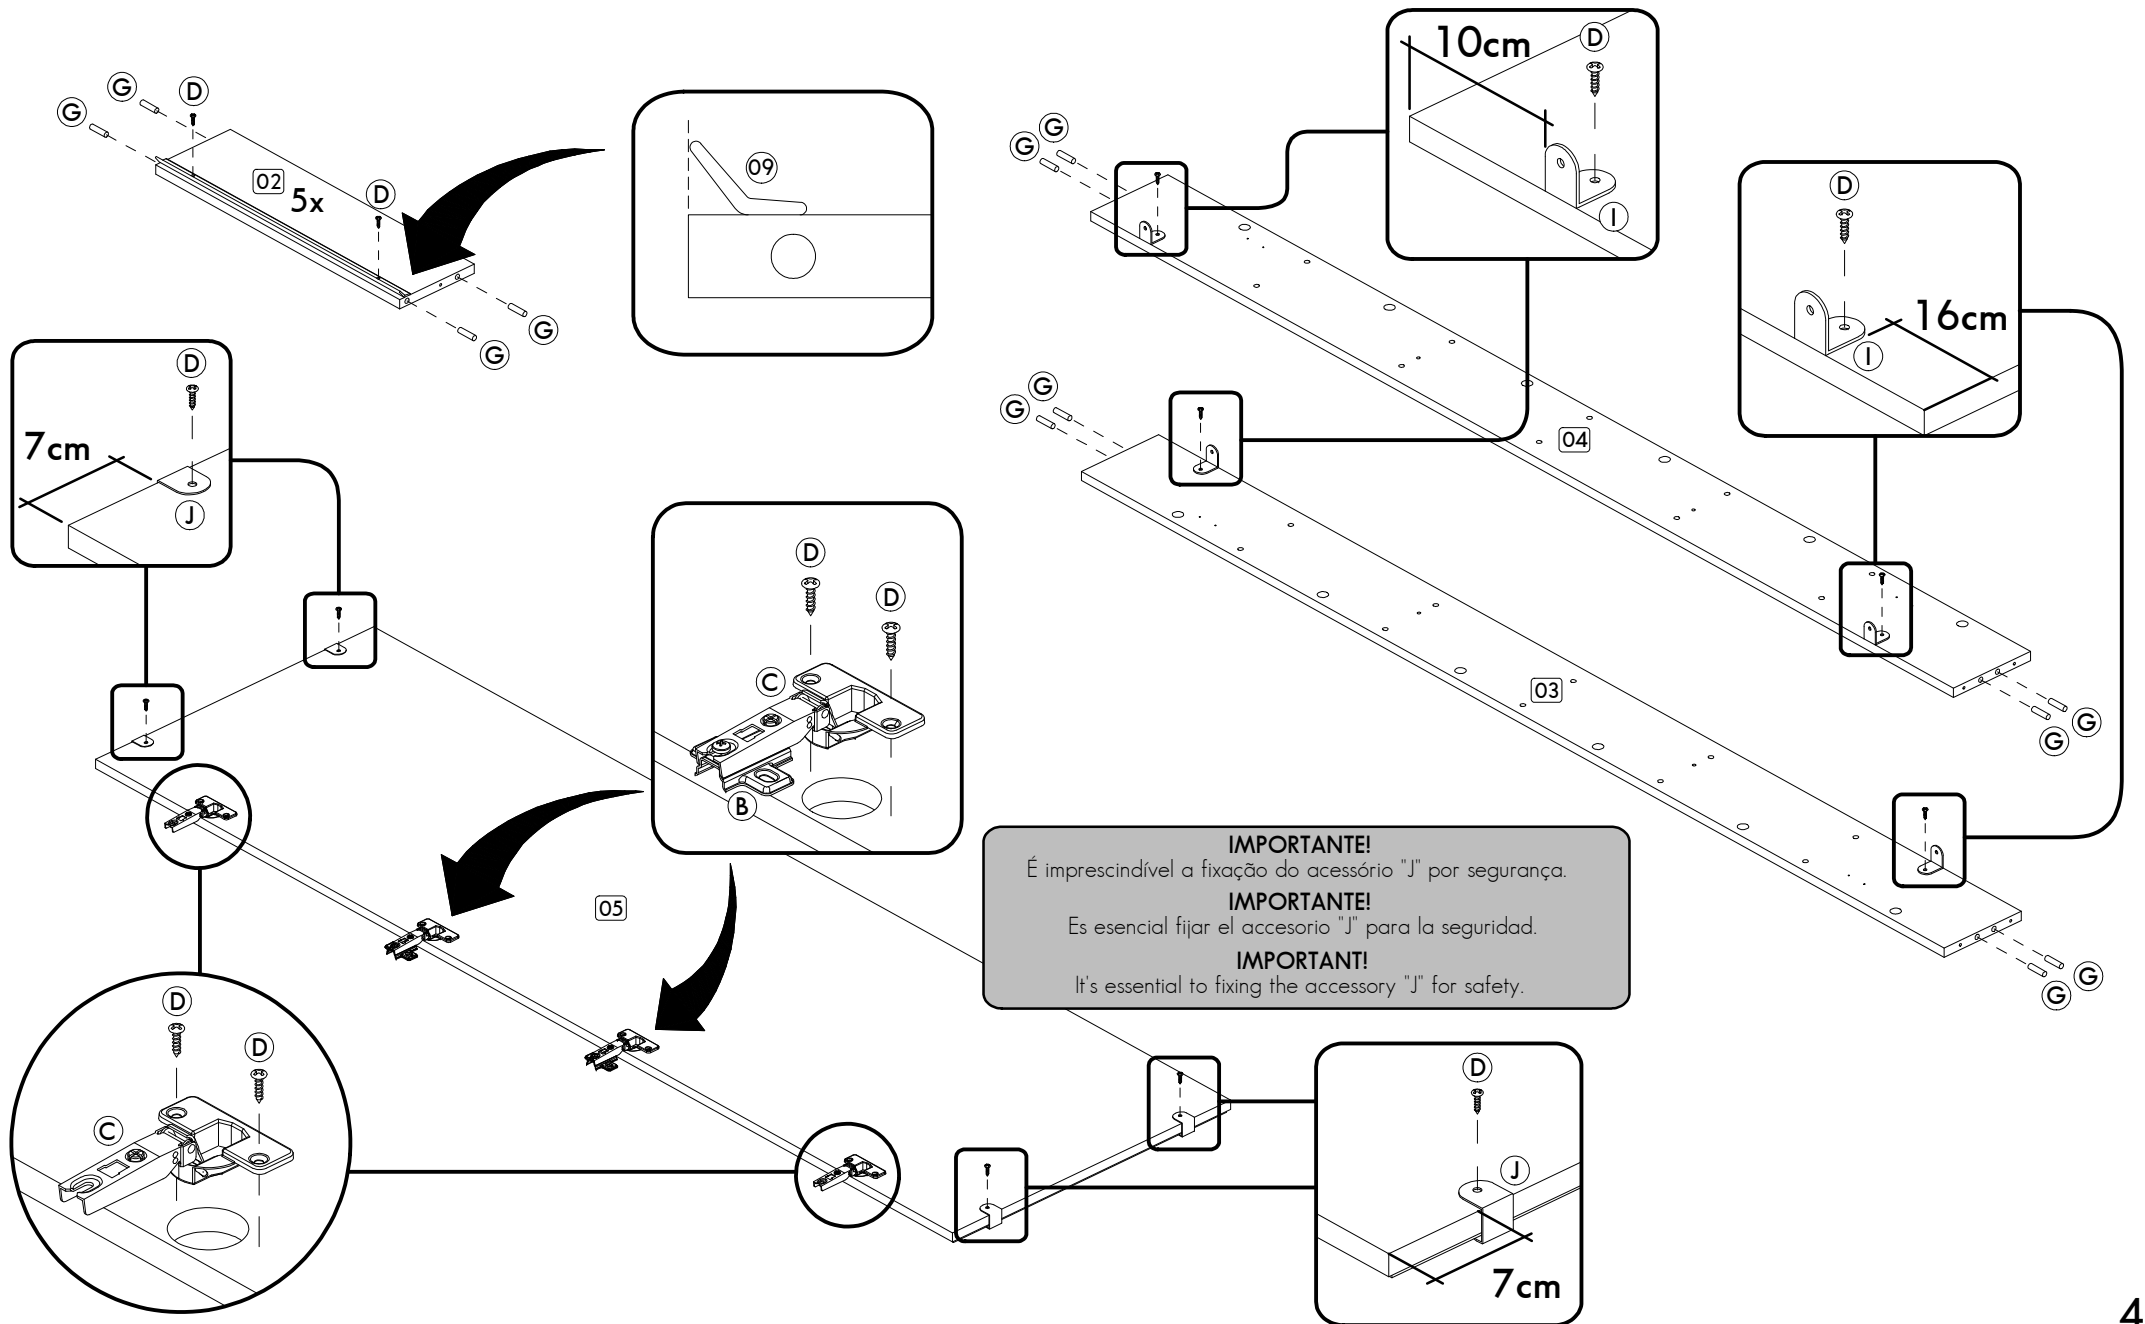 G
G
D
02
5x
D
G
G
09
10cm
D
I
G
G
D
16cm
I
04
G
G
G
G
03
G
G
D
7cm
J
D
D
C
B
05
IMPORTANTE!
É imprescindível a fixação do acessório "J" por segurança.
IMPORTANTE!
Es esencial fijar el accesorio "J" para la seguridad.
IMPORTANT!
It's essential to fixing the accessory "J" for safety.
D
D
C
D
J
7cm
4